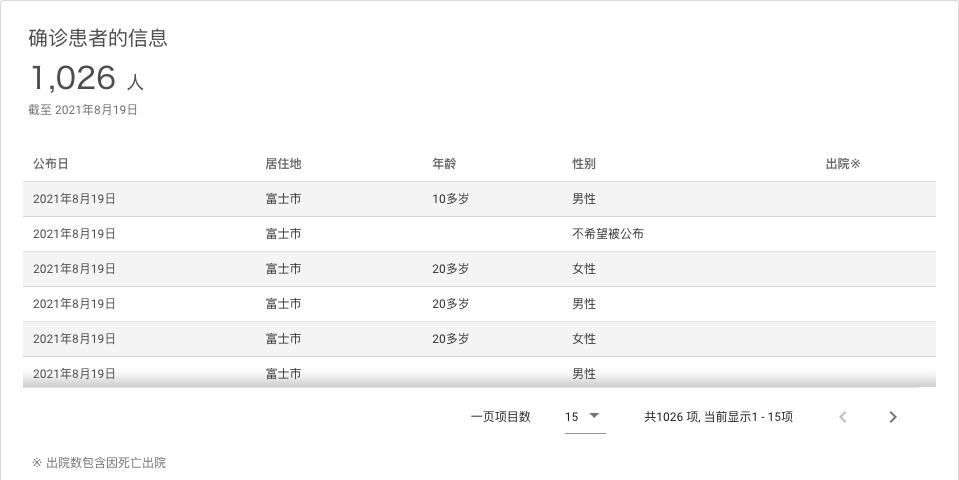 确诊患者的信息
1,026 人
截至 2021年8月19日
公布日 居住地 年龄 性别 出院※
2021年8月19日 富士市 10多岁 男性
2021年8月19日 富士市 不希望被公布
2021年8月19日 富士市 20多岁 女性
2021年8月19日 富士市 20多岁 男性
2021年8月19日 富士市 20多岁 女性
2021年8月19日 富士市 男性
一页项目数 15 共1026 项, 当前显示1 - 15项
※ 出院数包含因死亡出院